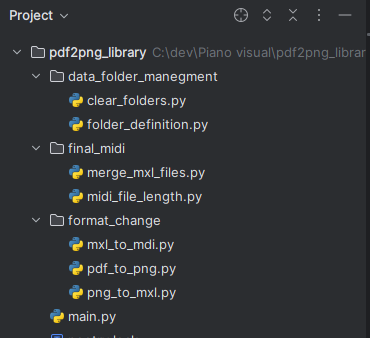 Project
pdf2png_library C:\dev\Piano visual\pdf2png_librar
data_folder_manegment
clear_folders.py
folder_definition.py
final_midi
merge_mxl_files.py
midi_file_length.py
format_change
mxl_to_mdi.py
pdf_to_png.py
png_to_mxl.py
main.py